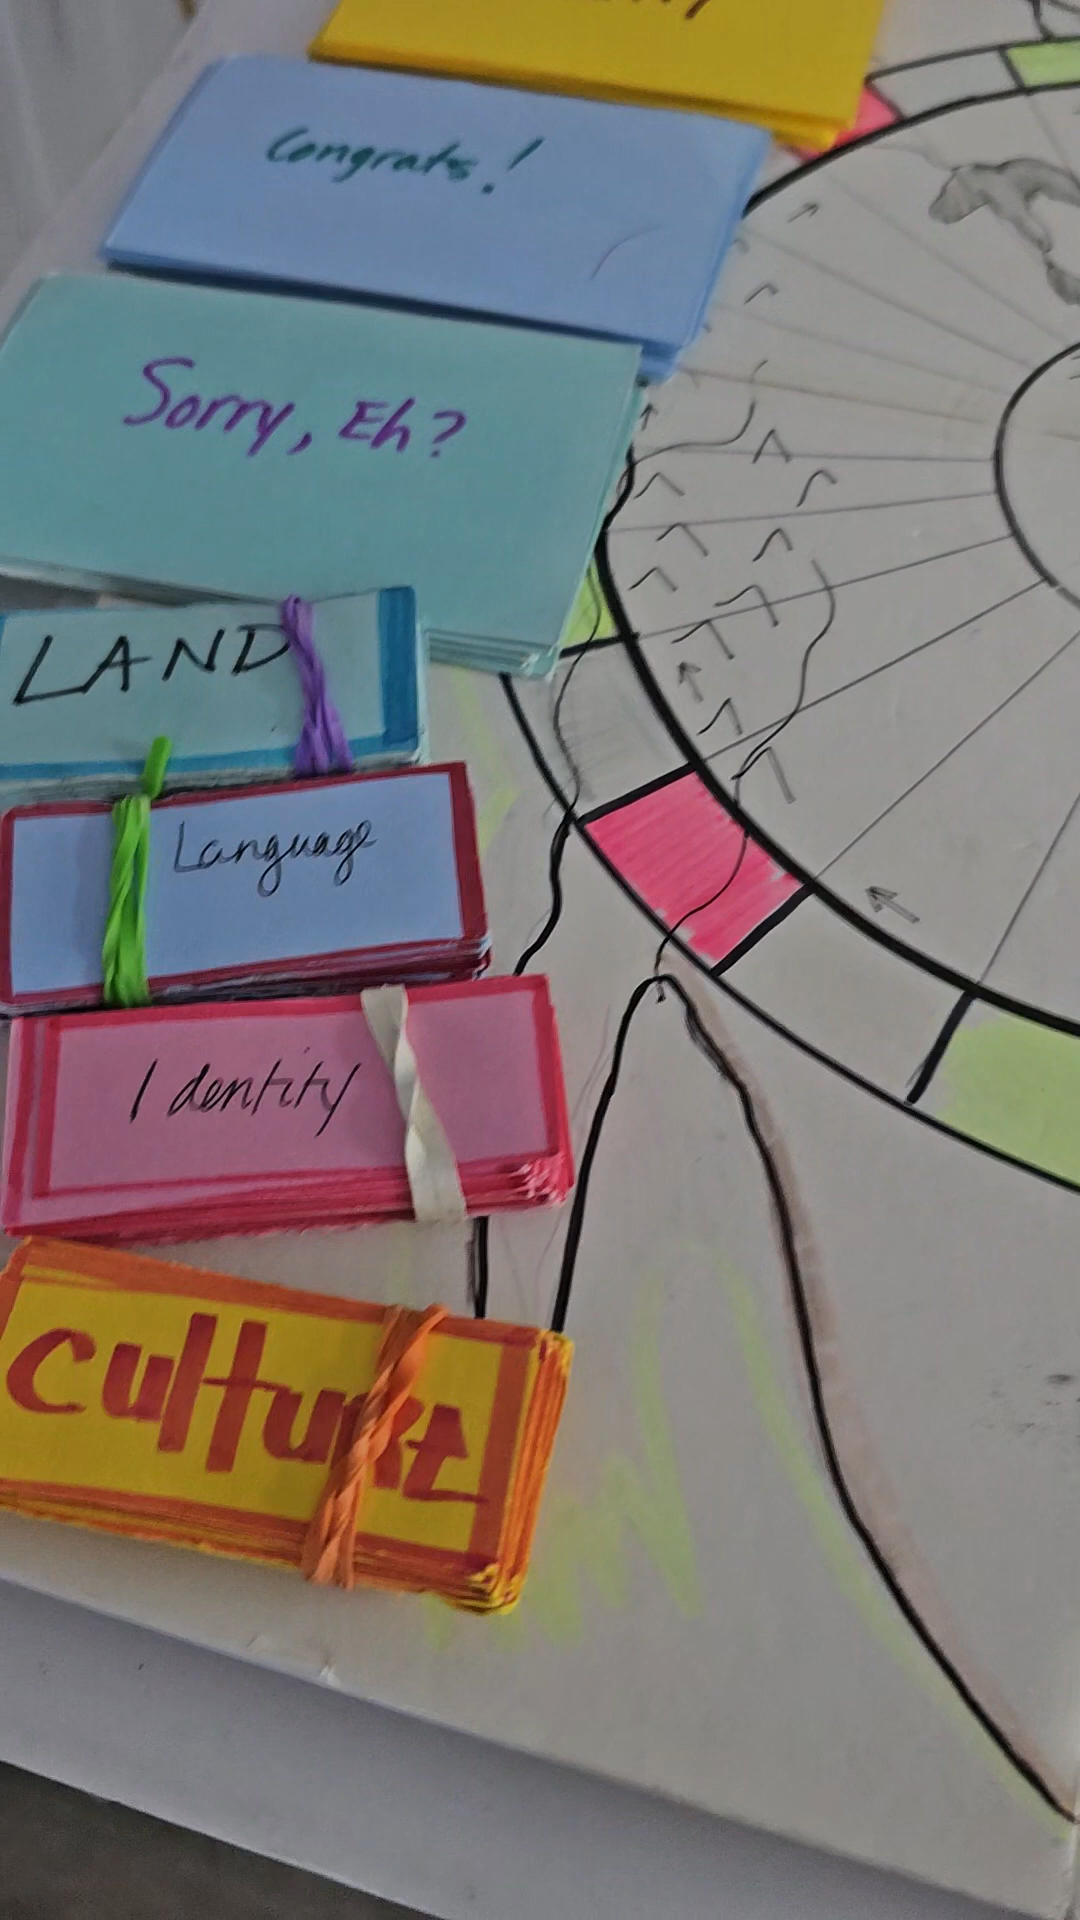 Congrats!
Sorry, Eh?
LAND
Language
Identity
culture